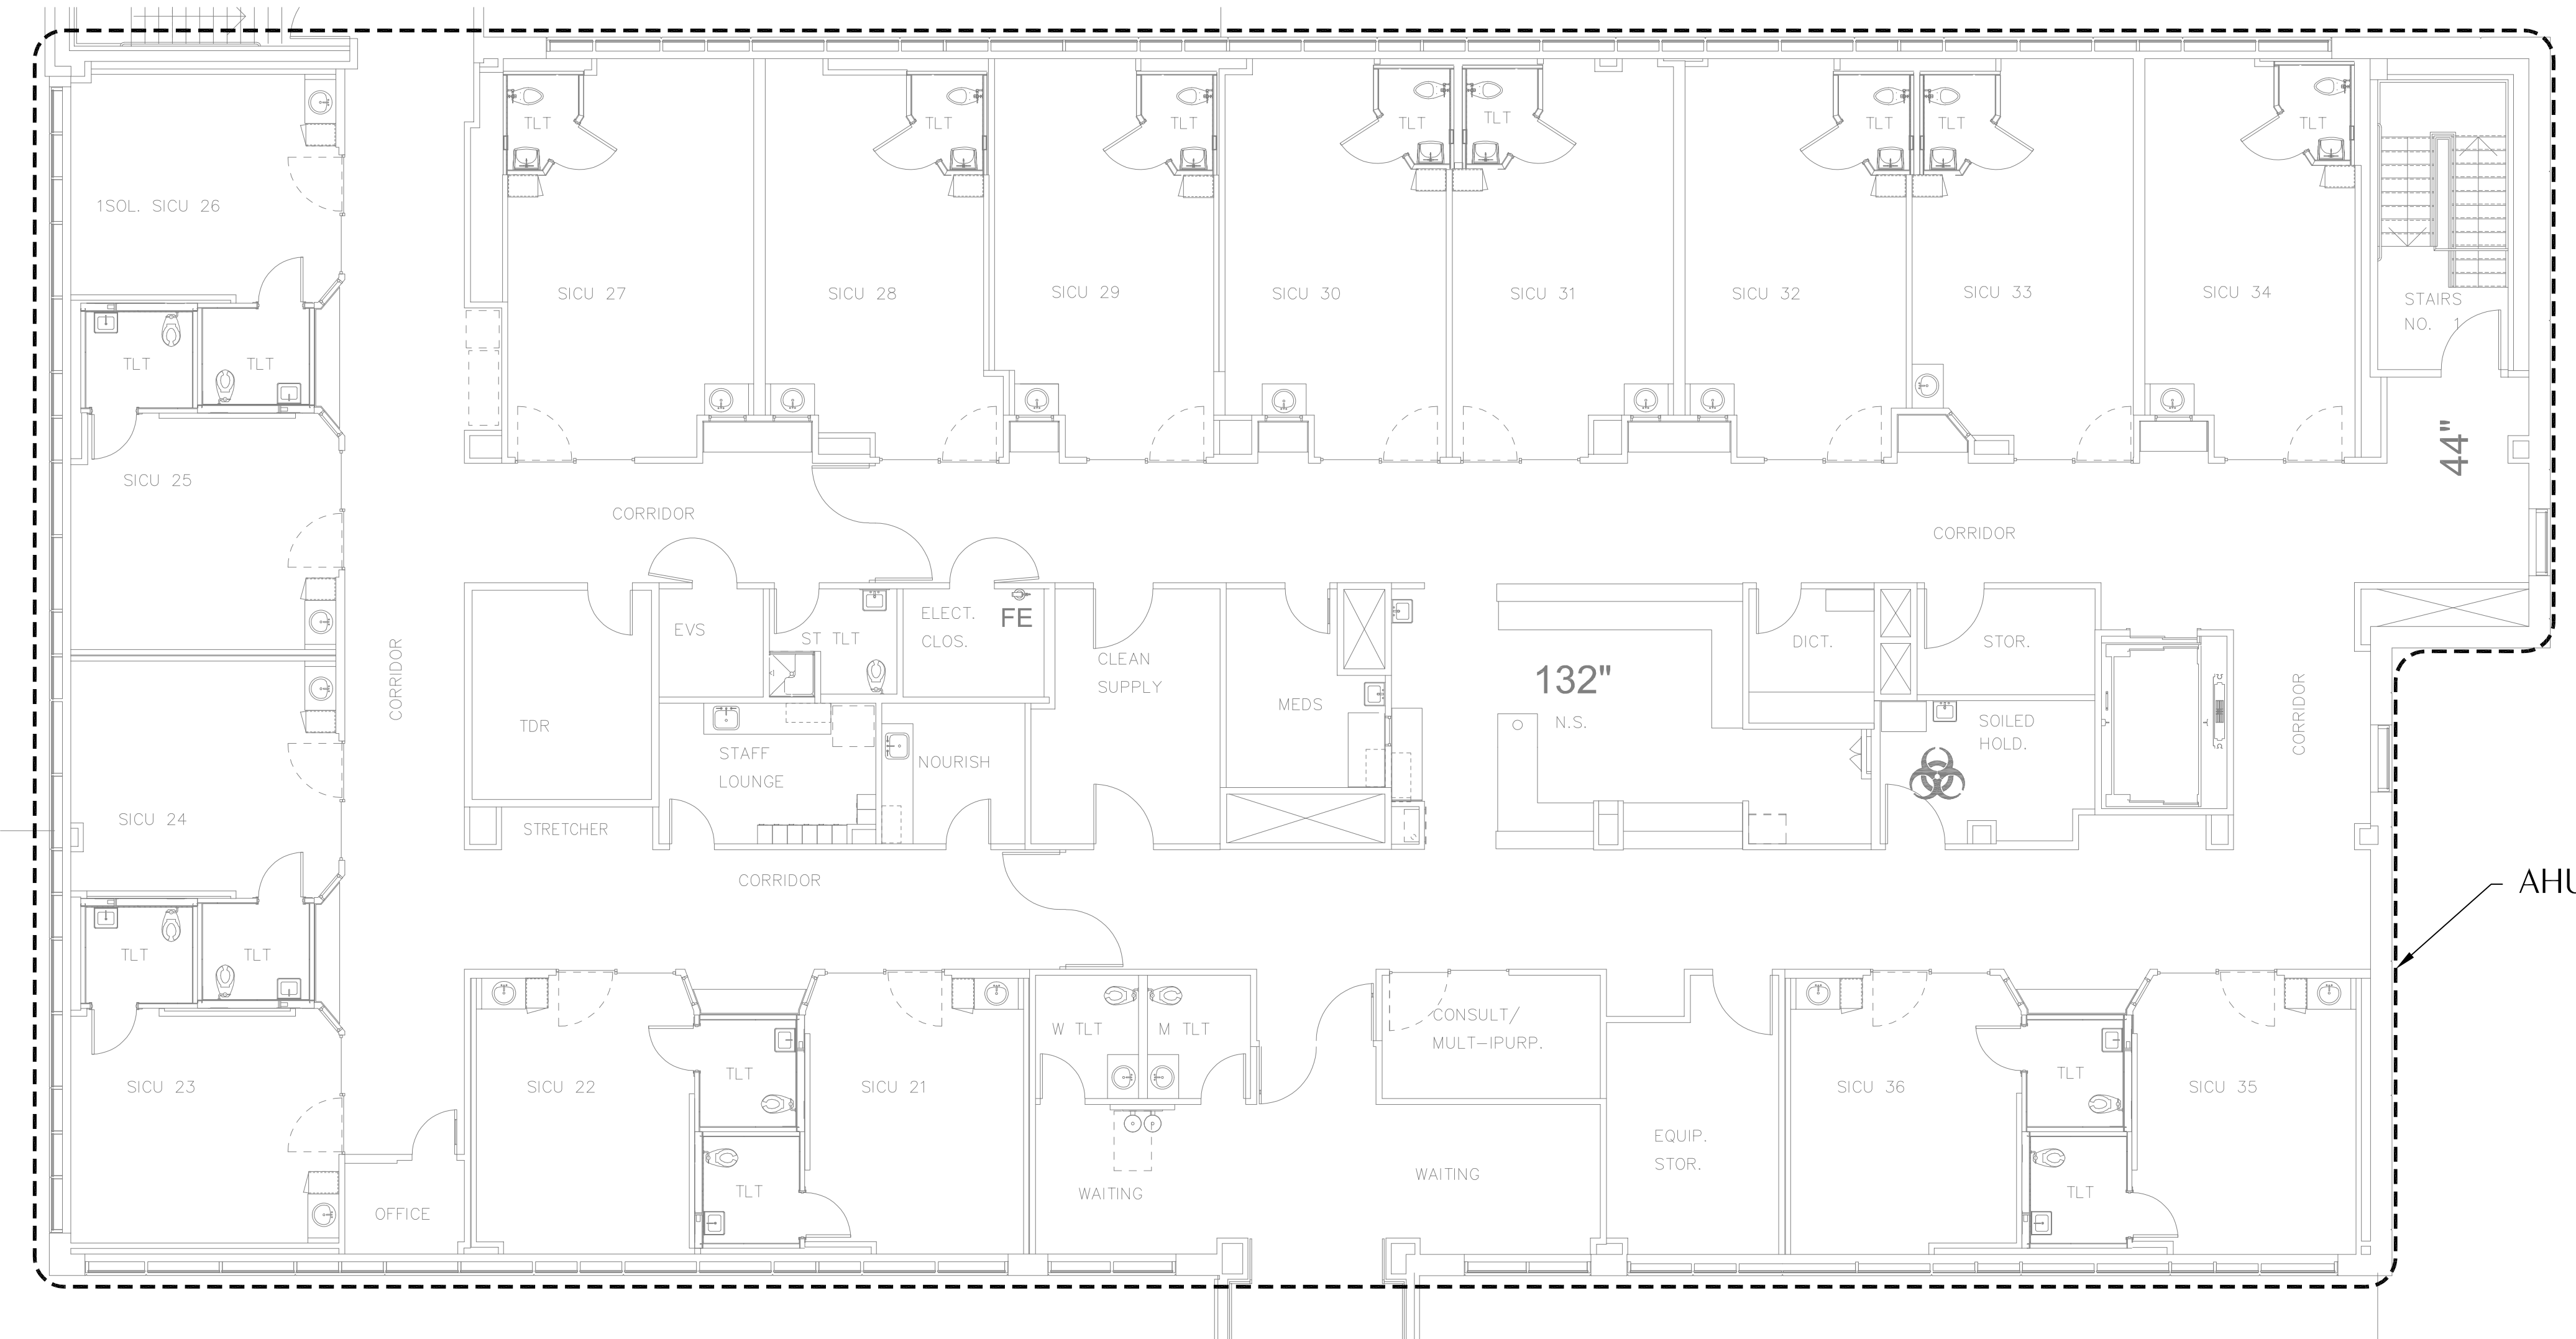 TLT
TLT
TLT
TLT
TLT
TLT
TLT
TLT
1SOL. SICU 26
SICU 27
SICU 28
SICU 29
SICU 30
SICU 31
SICU 32
SICU 33
SICU 34
STAIRS
NO. 1
TLT
TLT
44"
SICU 25
CORRIDOR
CORRIDOR
CORRIDOR
TDR
EVS
ST TLT
ELECT.
CLOS.
FE
CLEAN
SUPPLY
MEDS
132"
N.S.
DICT.
STOR.
SOILED
HOLD.
CORRIDOR
STAFF
LOUNGE
NOURISH
SICU 24
STRETCHER
CORRIDOR
AHU
TLT
TLT
W TLT
M TLT
CONSULT/
MULT-IPURP.
SICU 23
SICU 22
TLT
SICU 21
SICU 36
TLT
SICU 35
EQUIP.
STOR.
WAITING
WAITING
TLT
TLT
OFFICE